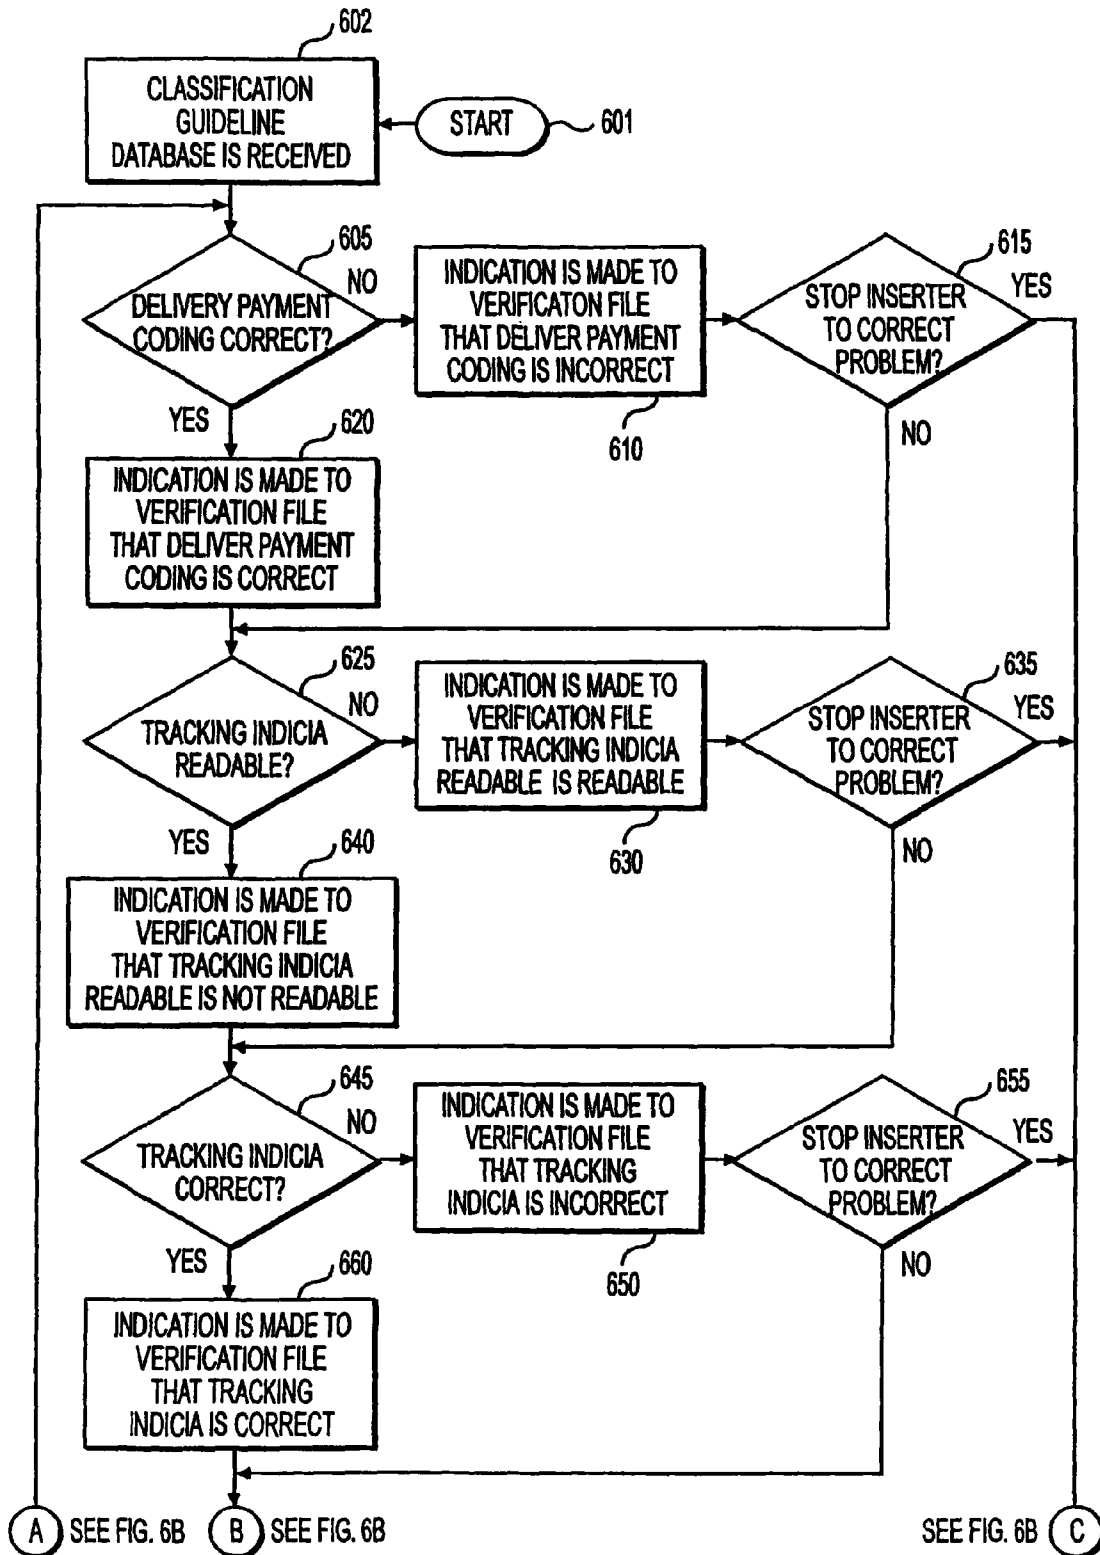 602
CLASSIFICATION
GUIDELINE
DATABASE IS RECEIVED
START
601
605
DELIVERY PAYMENT
CODING CORRECT?
NO
YES
INDICATION IS MADE TO
VERIFICATON FILE
THAT DELIVER PAYMENT
CODING IS INCORRECT
610
615
STOP INSERTER
TO CORRECT
PROBLEM?
YES
NO
620
INDICATION IS MADE TO
VERIFICATION FILE
THAT DELIVER PAYMENT
CODING IS CORRECT
625
TRACKING INDICIA
READABLE?
NO
YES
INDICATION IS MADE TO
VERIFICATION FILE
THAT TRACKING INDICIA
READABLE IS READABLE
630
635
STOP INSERTER
TO CORRECT
PROBLEM?
YES
NO
640
INDICATION IS MADE TO
VERIFICATION FILE
THAT TRACKING INDICIA
READABLE IS NOT READABLE
645
TRACKING INDICIA
CORRECT?
NO
YES
INDICATION IS MADE TO
VERIFICATION FILE
THAT TRACKING
INDICIA IS INCORRECT
650
655
STOP INSERTER
TO CORRECT
PROBLEM?
YES
NO
660
INDICATION IS MADE TO
VERIFICATION FILE
THAT TRACKING
INDICIA IS CORRECT
A SEE FIG. 6B
B SEE FIG. 6B
SEE FIG. 6B C